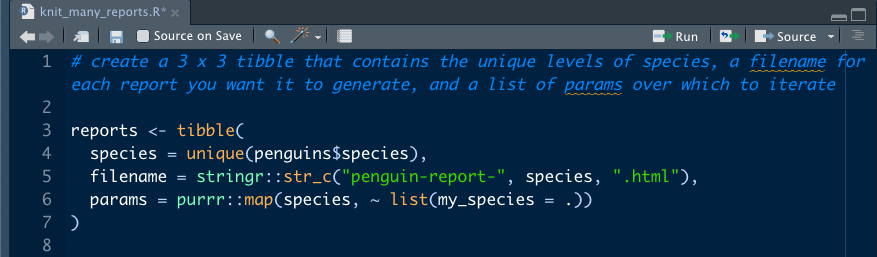 knit_many_reports.R*
Source on Save
Run
Source
1 # create a 3 x 3 tibble that contains the unique levels of species, a filename for
each report you want it to generate, and a list of params over which to iterate
2
3 reports <- tibble(
4   species = unique(penguins$species),
5   filename = stringr::str_c("penguin-report-", species, ".html"),
6   params = purrr::map(species, ~ list(my_species = .))
7 )
8